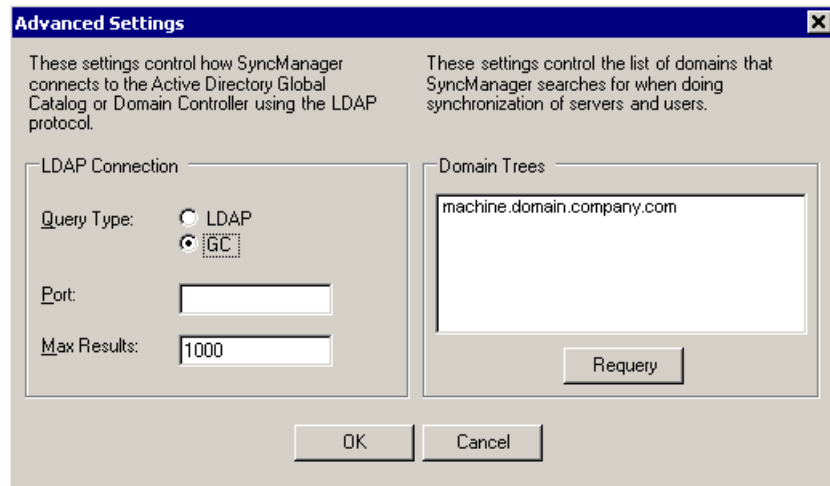 Advanced Settings
These settings control how SyncManager
connects to the Active Directory Global
Catalog or Domain Controller using the LDAP
protocol.
These settings control the list of domains that
SyncManager searches for when doing
synchronization of servers and users.
LDAP Connection
Query Type:
LDAP
GC
Port:
Max Results:
1000
Domain Trees
machine.domain.company.com
Requery
OK
Cancel